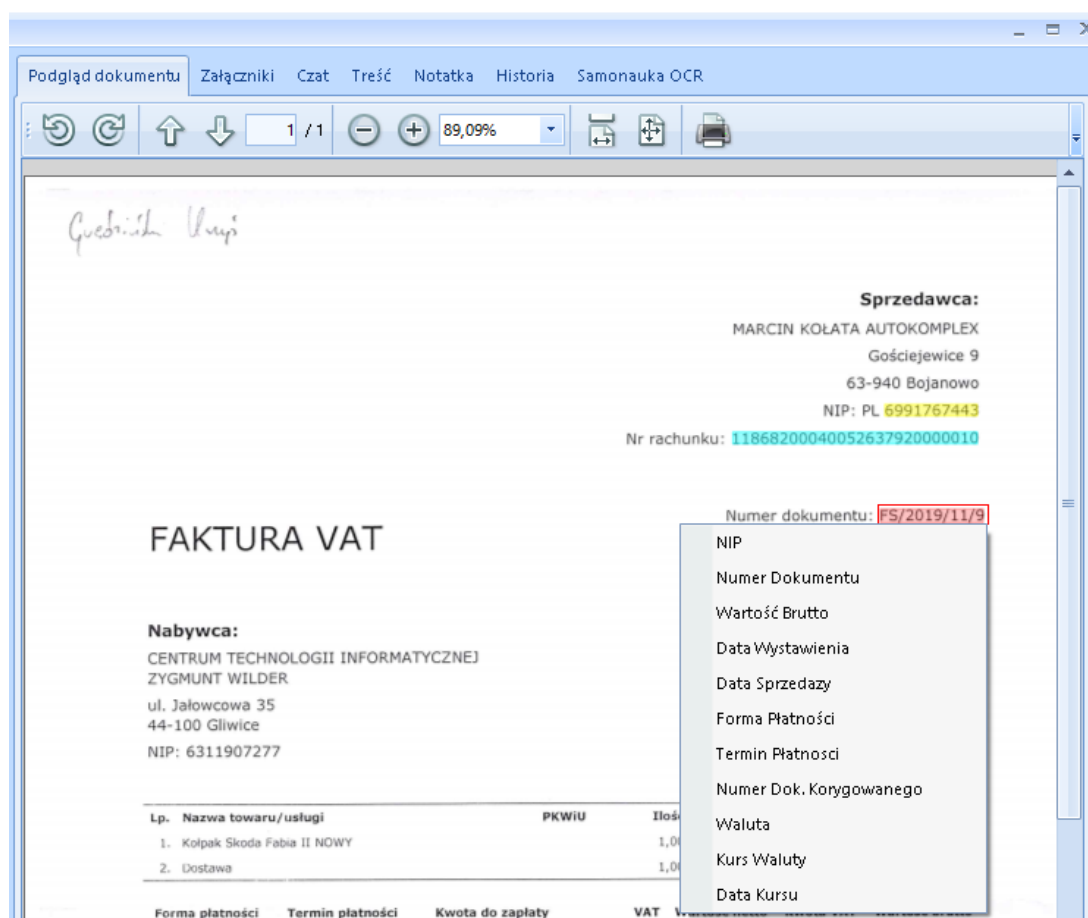 Podgląd dokumentu Załączniki Czat Treść Notatka Historia Samonauka OCR
1 / 1 89,09%
Sprzedawca:
MARCIN KOŁATA AUTOKOMPLEX
Gościejewice 9
63-940 Bojanowo
NIP: PL 6991767443
Nr rachunku: 11868200040052637920000010
Numer dokumentu: FS/2019/11/9
FAKTURA VAT
NIP
Numer Dokumentu
Wartość Brutto
Data Wystawienia
Data Sprzedazy
Forma Płatności
Termin Płatnosci
Numer Dok. Korygowanego
Waluta
Kurs Waluty
Data Kursu
Nabywca:
CENTRUM TECHNOLOGII INFORMATYCZNEJ
ZYGMUNT WILDER
ul. Jałowcowa 35
44-100 Gliwice
NIP: 6311907277
Lp. Nazwa towaru/usługi PKWiU
1. Kołpak Skoda Fabia II NOWY
2. Dostawa
Forma płatności Termin płatności Kwota do zapłaty VAT